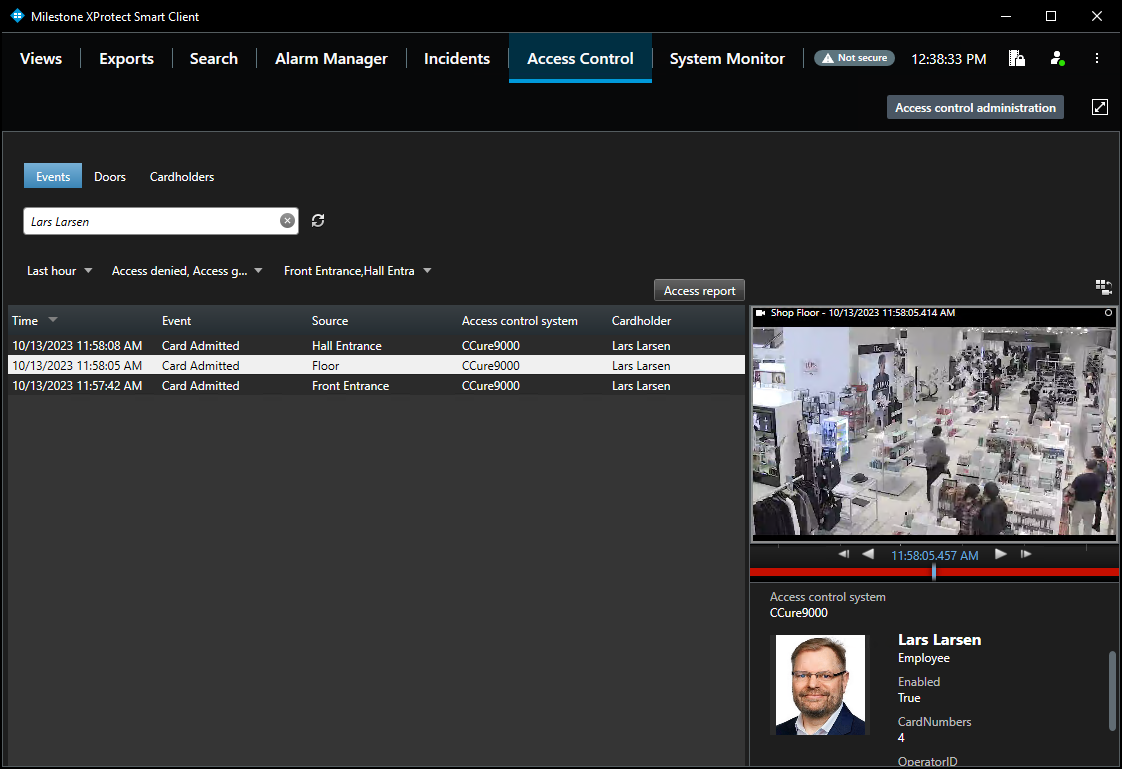 Milestone XProtect Smart Client
Views Exports Search Alarm Manager Incidents Access Control System Monitor Not secure 12:38:33 PM
Access control administration
Events Doors Cardholders
Lars Larsen
Last hour Access denied, Access g... Front Entrance,Hall Entra
Access report
Time Event Source Access control system Cardholder
10/13/2023 11:58:08 AM Card Admitted Hall Entrance CCure9000 Lars Larsen
10/13/2023 11:58:05 AM Card Admitted Floor CCure9000 Lars Larsen
10/13/2023 11:57:42 AM Card Admitted Front Entrance CCure9000 Lars Larsen
Shop Floor - 10/13/2023 11:58:05.414 AM
11:58:05.457 AM
Access control system
CCure9000
Lars Larsen
Employee
Enabled
True
CardNumbers
4
OperatorID